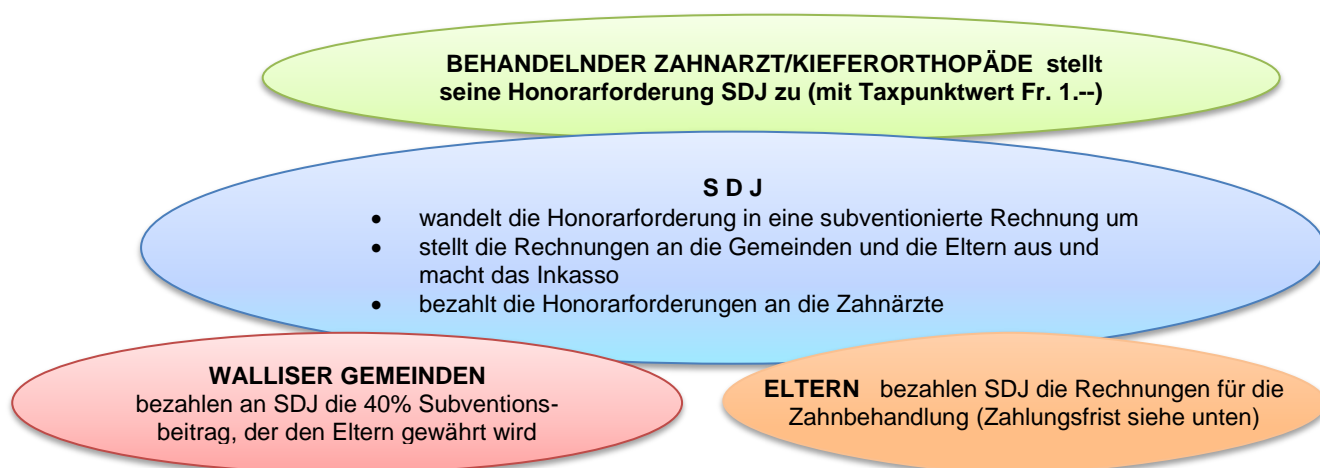 BEHANDELNDER ZAHNARZT/KIEFERORTHOPÄDE stellt
seine Honorarforderung SDJ zu (mit Taxpunktwert Fr. 1.--)
S D J
• wandelt die Honorarforderung in eine subventionierte Rechnung um
• stellt die Rechnungen an die Gemeinden und die Eltern aus und
macht das Inkasso
• bezahlt die Honorarforderungen an die Zahnärzte
WALLISER GEMEINDEN
bezahlen an SDJ die 40% Subventions-
beitrag, der den Eltern gewährt wird
ELTERN bezahlen SDJ die Rechnungen für die
Zahnbehandlung (Zahlungsfrist siehe unten)